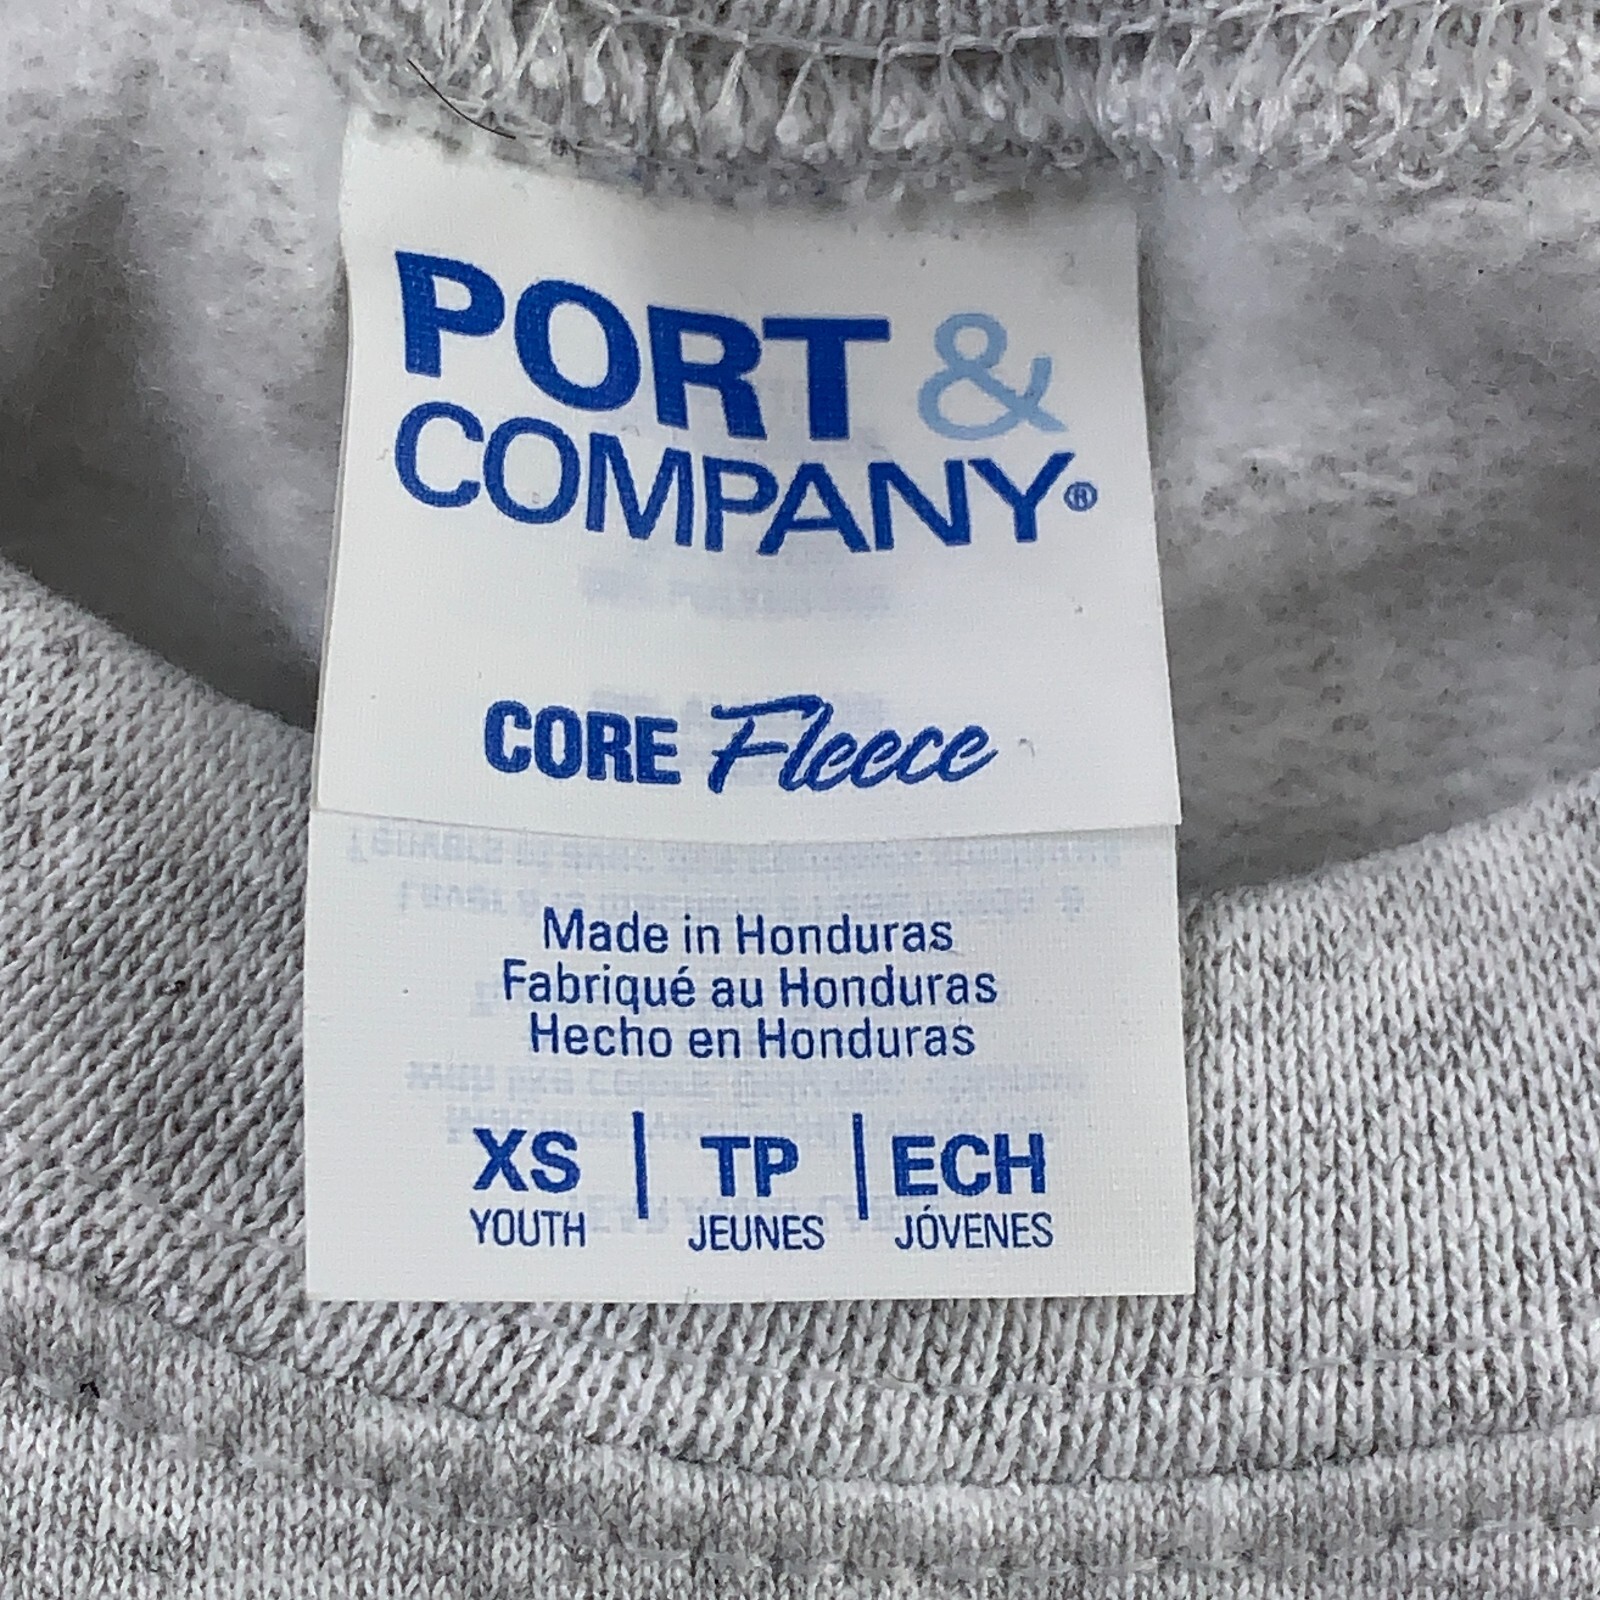 PORT &
COMPANY®
CORE Fleece
Made in Honduras
Fabriqué au Honduras
Hecho en Honduras
XS | TP | ECH
YOUTH JEUNES JÓVENES